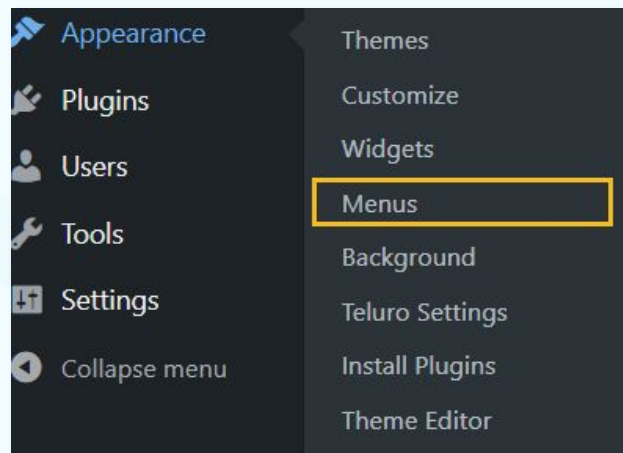 Appearance
Plugins
Users
Tools
Settings
Collapse menu
Themes
Customize
Widgets
Menus
Background
Teluro Settings
Install Plugins
Theme Editor